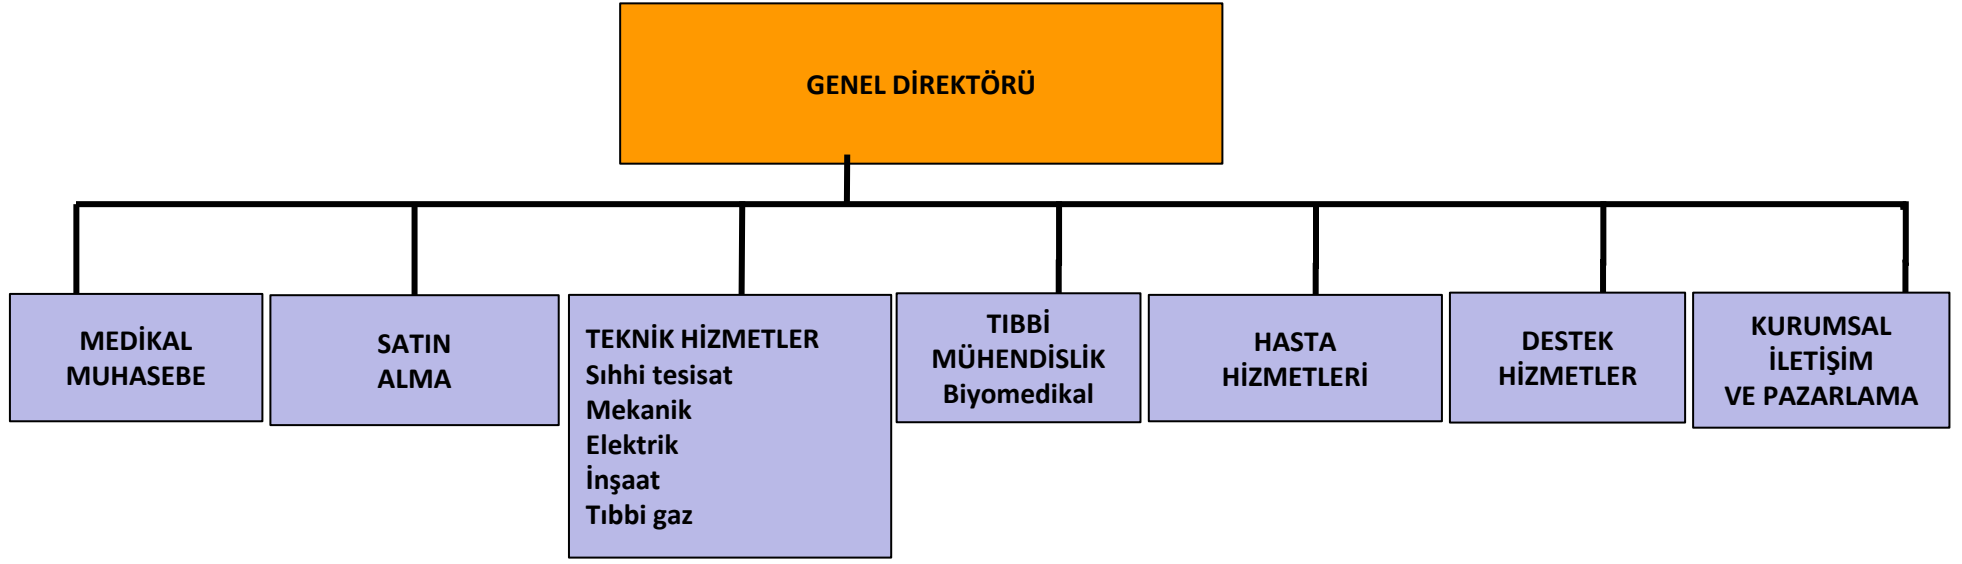 GENEL DİREKTÖRÜ
MEDİKAL
MUHASEBE
SATIN
ALMA
TEKNİK HİZMETLER
Sıhhi tesisat
Mekanik
Elektrik
İnşaat
Tıbbi gaz
TIBBİ
MÜHENDİSLİK
Biyomedikal
HASTA
HİZMETLERİ
DESTEK
HİZMETLER
KURUMSAL
İLETİŞİM
VE PAZARLAMA